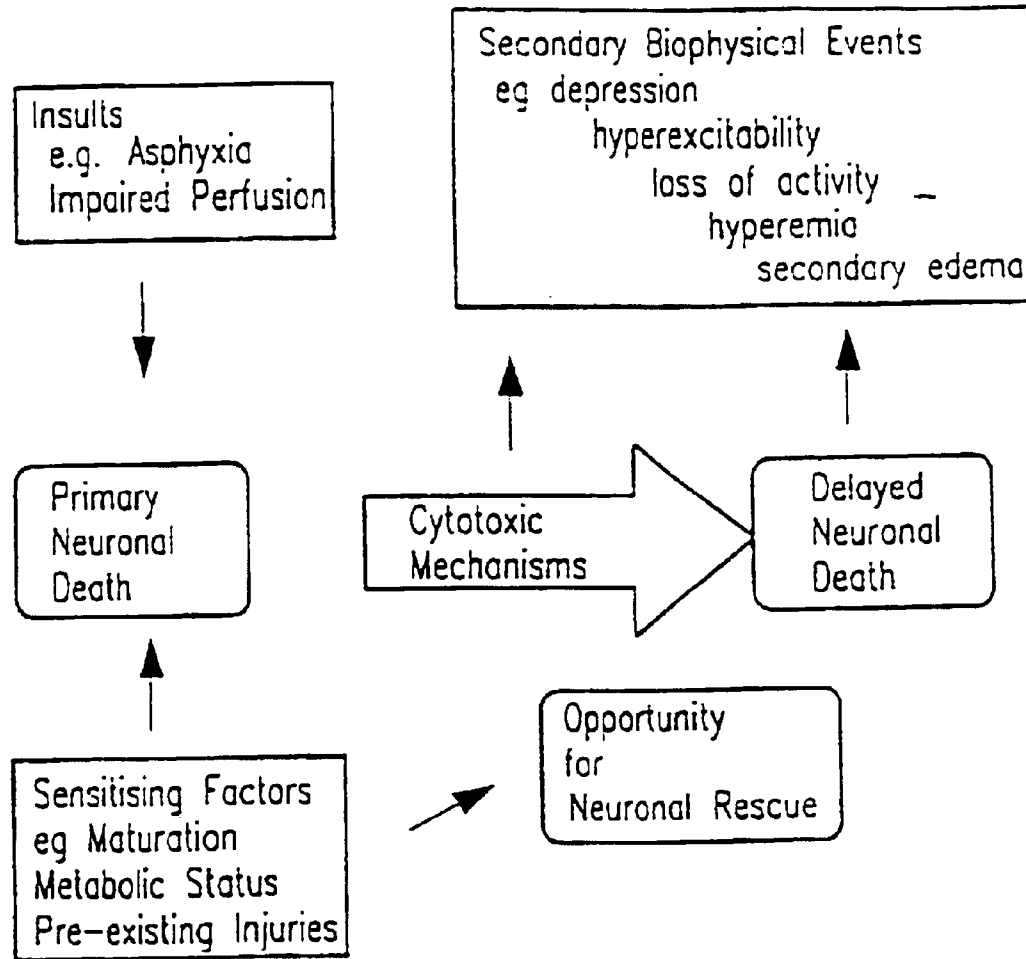 Insults
e.g. Asphyxia
Impaired Perfusion
Secondary Biophysical Events
eg depression
hyperexcitability
loss of activity
hyperemia
secondary edema
Primary
Neuronal
Death
Cytotoxic
Mechanisms
Delayed
Neuronal
Death
Sensitising Factors
eg Maturation
Metabolic Status
Pre-existing Injuries
Opportunity
for
Neuronal Rescue